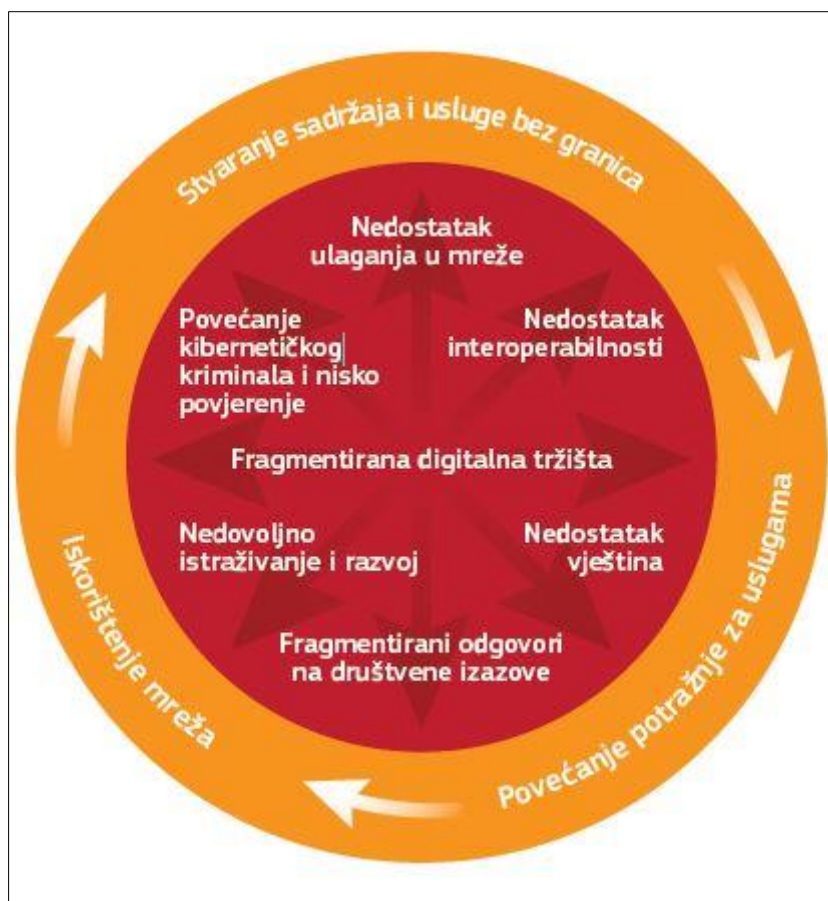 Stvaranje sadržaja i usluge bez granica
Nedostatak
ulaganja u mreže
Povećanje
kibernetičkog
kriminala i nisko
povjerenje
Nedostatak
interoperabilnosti
Fragmentirana digitalna tržišta
Nedovoljno
istraživanje i razvoj
Nedostatak
vještina
Fragmentirani odgovori
na društvene izazove
Povećanje potražnje za uslugama
Iskorištenje mreža